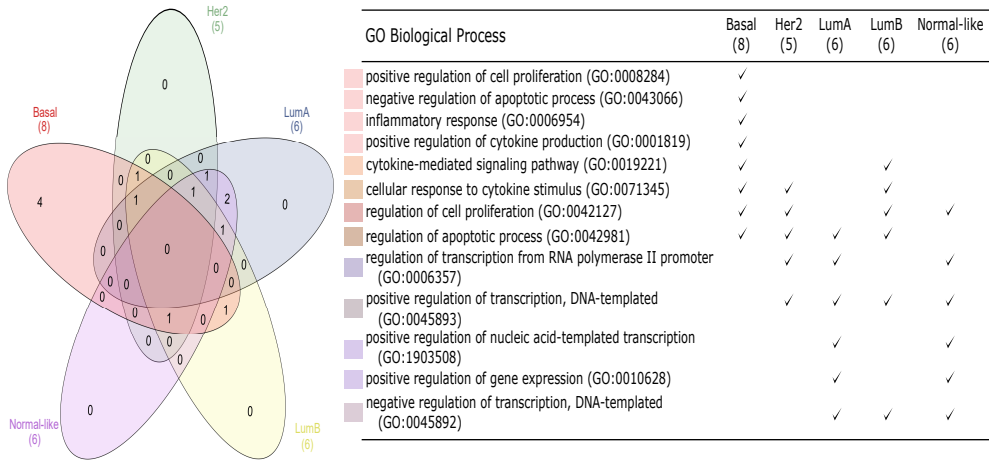 Her2
(5)
LumA
(6)
Basal
(8)
Normal-like
(6)
LumB
(6)
0
0
0
0
1
0
1
1
1
2
4
0
0
1
0
0
0
0
0
0
0
0
0
0
0
1
0
1
0
0
0
0
0
0
GO Biological Process Basal Her2 LumA LumB Normal-like
(8) (5) (6) (6) (6)
positive regulation of cell proliferation (GO:0008284) ✓
negative regulation of apoptotic process (GO:0043066) ✓
inflammatory response (GO:0006954) ✓
positive regulation of cytokine production (GO:0001819) ✓
cytokine-mediated signaling pathway (GO:0019221) ✓ ✓
cellular response to cytokine stimulus (GO:0071345) ✓ ✓ ✓
regulation of cell proliferation (GO:0042127) ✓ ✓ ✓ ✓
regulation of apoptotic process (GO:0042981) ✓ ✓ ✓ ✓
regulation of transcription from RNA polymerase II promoter
(GO:0006357) ✓ ✓ ✓
positive regulation of transcription, DNA-templated
(GO:0045893) ✓ ✓ ✓ ✓
positive regulation of nucleic acid-templated transcription
(GO:1903508) ✓ ✓
positive regulation of gene expression (GO:0010628) ✓ ✓
negative regulation of transcription, DNA-templated
(GO:0045892) ✓ ✓ ✓